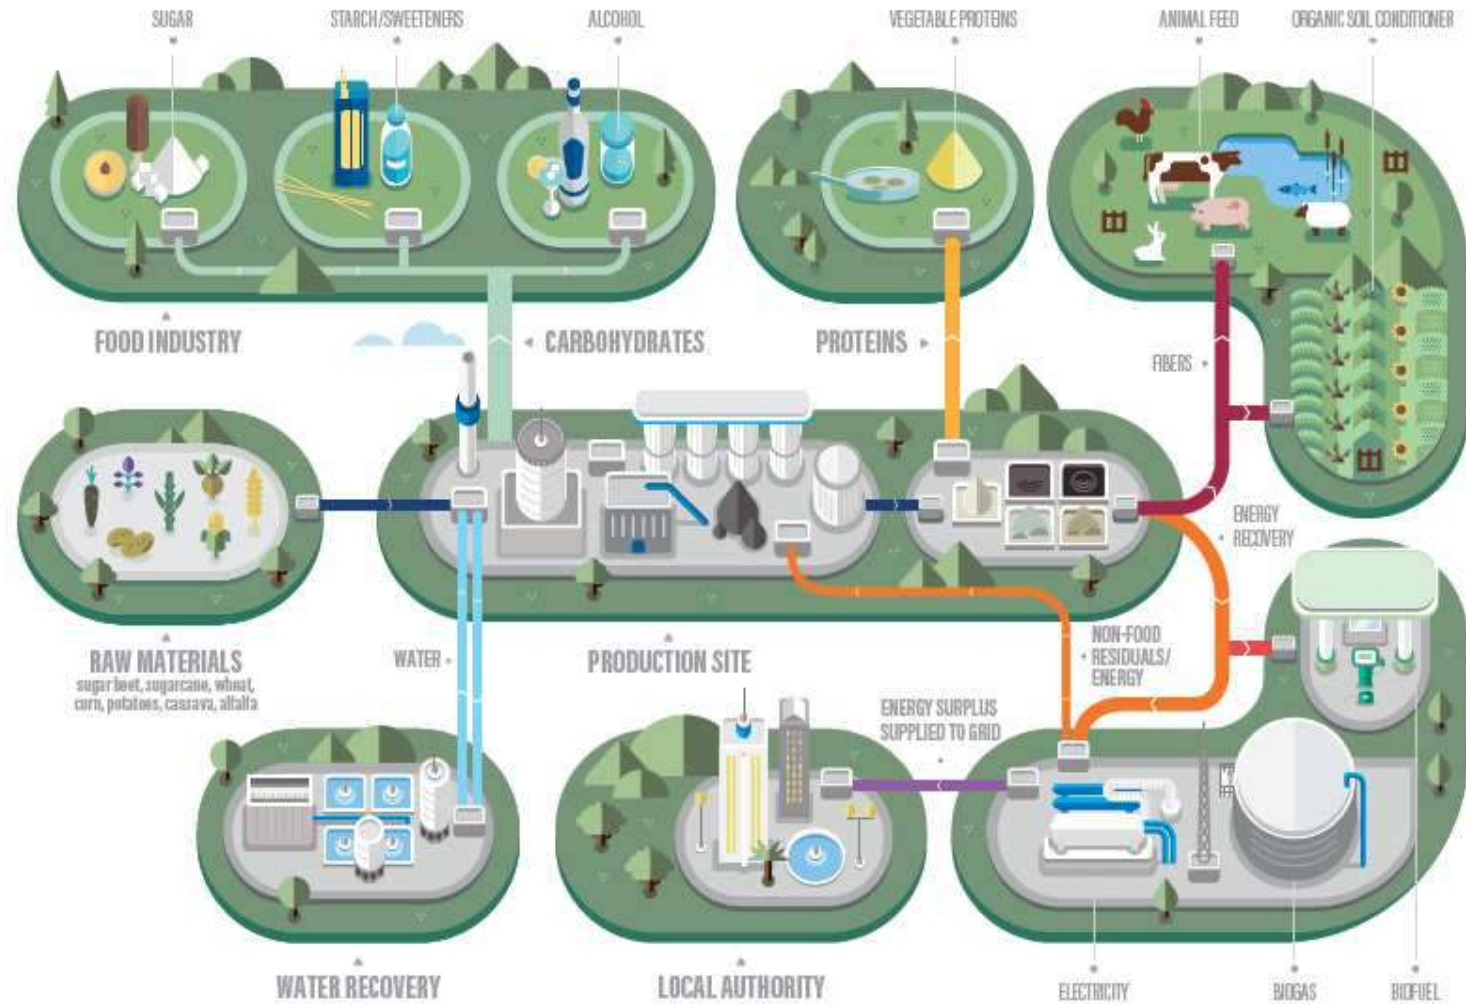 SUGAR
STARCH/SWEETENERS
ALCOHOL
VEGETABLE PROTEINS
ANIMAL FEED
ORGANIC SOIL CONDITIONER
FOOD INDUSTRY
CARBOHYDRATES
PROTEINS
FIBERS
ENERGY
RECOVERY
RAW MATERIALS
sugar beet, sugarcane, wheat,
corn, potatoes, cassava, alfalfa
WATER
PRODUCTION SITE
NON-FOOD
RESIDUALS/
ENERGY
ENERGY SURPLUS
SUPPLIED TO GRID
WATER RECOVERY
LOCAL AUTHORITY
ELECTRICITY
BIOGAS
BIOFUEL